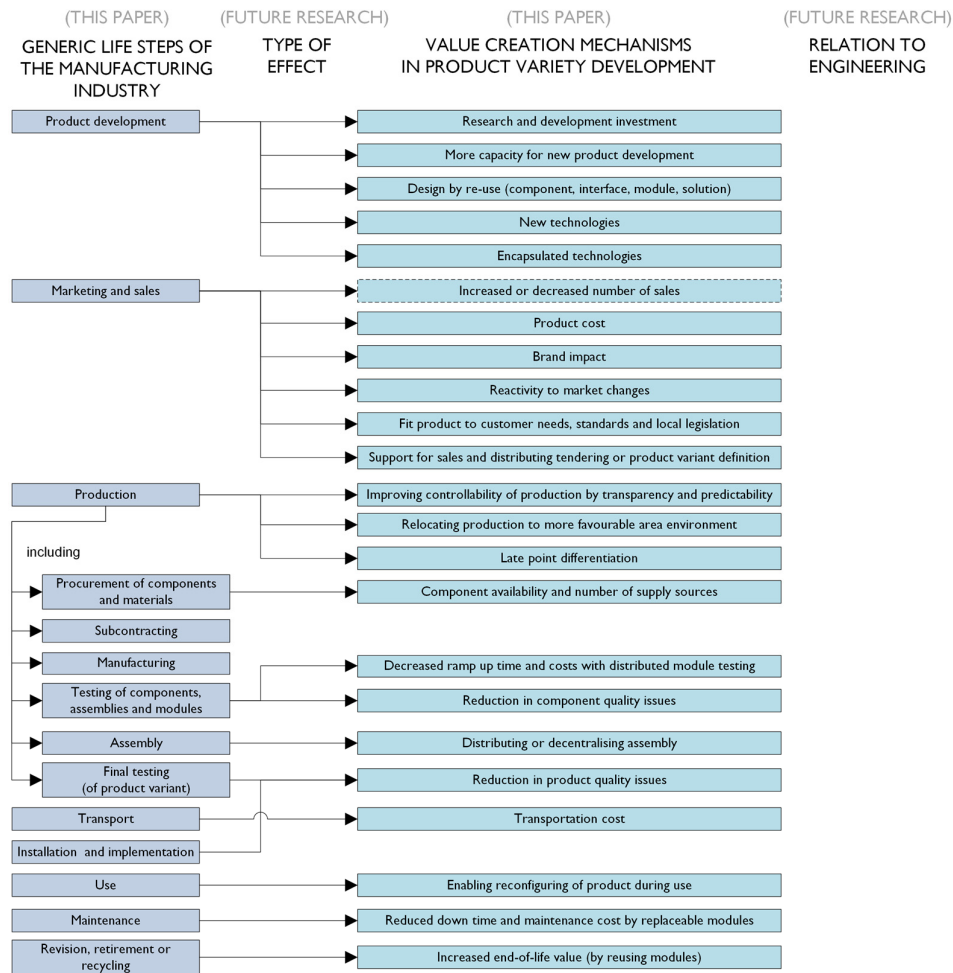 (THIS PAPER)
(FUTURE RESEARCH)
(THIS PAPER)
(FUTURE RESEARCH)
GENERIC LIFE STEPS OF
THE MANUFACTURING
INDUSTRY
TYPE OF
EFFECT
VALUE CREATION MECHANISMS
IN PRODUCT VARIETY DEVELOPMENT
RELATION TO
ENGINEERING
Product development
Research and development investment
More capacity for new product development
Design by re-use (component, interface, module, solution)
New technologies
Encapsulated technologies
Marketing and sales
Increased or decreased number of sales
Product cost
Brand impact
Reactivity to market changes
Fit product to customer needs, standards and local legislation
Support for sales and distributing tendering or product variant definition
Production
Improving controllability of production by transparency and predictability
Relocating production to more favourable area environment
Late point differentiation
including
Procurement of components
and materials
Component availability and number of supply sources
Subcontracting
Manufacturing
Decreased ramp up time and costs with distributed module testing
Testing of components,
assemblies and modules
Reduction in component quality issues
Assembly
Distributing or decentralising assembly
Final testing
(of product variant)
Reduction in product quality issues
Transport
Transportation cost
Installation and implementation
Use
Enabling reconfiguring of product during use
Maintenance
Reduced down time and maintenance cost by replaceable modules
Revision, retirement or
recycling
Increased end-of-life value (by reusing modules)